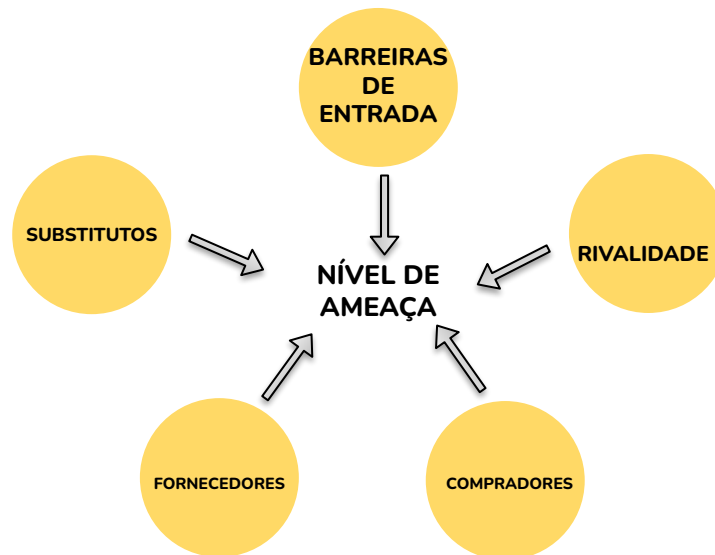 BARREIRAS
DE
ENTRADA
SUBSTITUTOS
RIVALIDADE
NÍVEL DE
AMEAÇA
FORNECEDORES
COMPRADORES